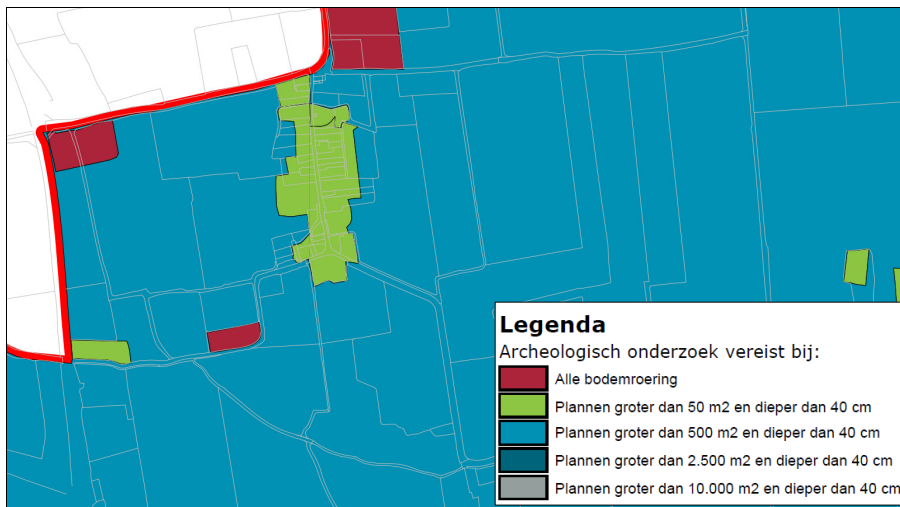 Legenda
Archeologisch onderzoek vereist bij:
Alle bodemroering
Plannen groter dan 50 m2 en dieper dan 40 cm
Plannen groter dan 500 m2 en dieper dan 40 cm
Plannen groter dan 2.500 m2 en dieper dan 40 cm
Plannen groter dan 10.000 m2 en dieper dan 40 cm